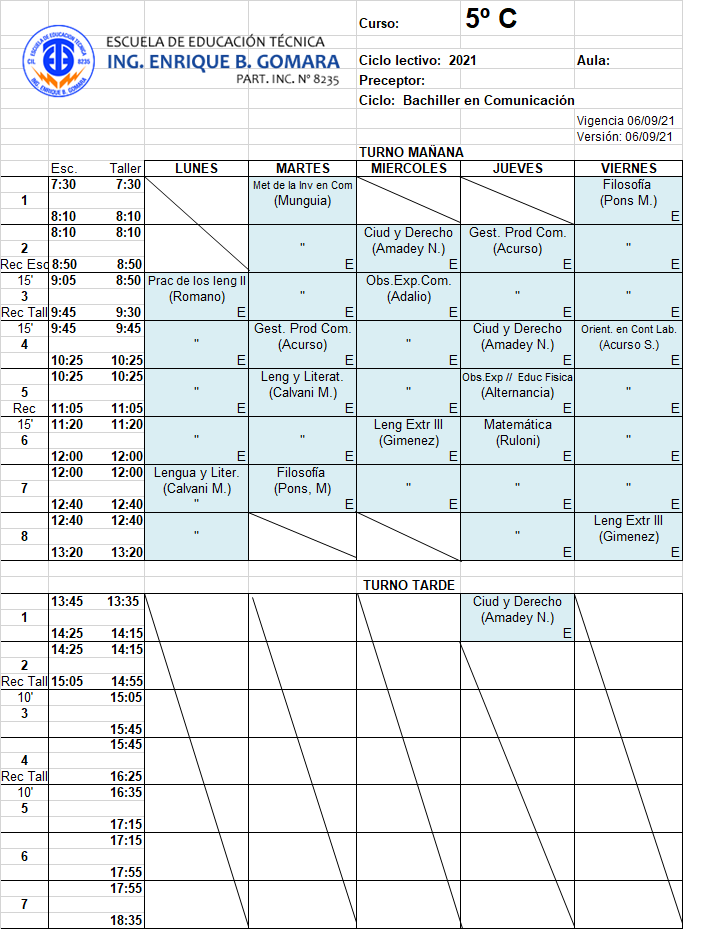 Curso: 5º C
ESCUELA DE EDUCACIÓN TÉCNICA
ING. ENRIQUE B. GOMARA
PART. INC. Nº 8235
ESCUELA DE EDUCACIÓN TÉCNICA
CIL 8235
ING. ENRIQUE B. GOMARA
Ciclo lectivo: 2021 Aula:
Preceptor:
Ciclo: Bachiller en Comunicación
Vigencia 06/09/21
Versión: 06/09/21
TURNO MAÑANA
Esc. Taller LUNES MARTES MIERCOLES JUEVES VIERNES
7:30 7:30 Met de la Inv en Com Filosofía
1 (Munguia) (Pons M.)
8:10 8:10 E
8:10 8:10 Ciud y Derecho Gest. Prod Com.
2 " (Amadey N.) (Acurso) "
Rec Esc 8:50 8:50 E E E E
15' 9:05 8:50 Prac de los leng II Obs.Exp.Com.
3 (Romano) " (Adalio) " "
Rec Tall 9:45 9:30 E E E E E
15' 9:45 9:45 Gest. Prod Com. Ciud y Derecho Orient. en Cont Lab.
4 " (Acurso) " (Amadey N.) (Acurso S.)
10:25 10:25 E E E E E
10:25 10:25 Leng y Literat. Obs.Exp // Educ Fisica
5 " (Calvani M.) " (Alternancia) "
Rec 11:05 11:05 E E E E E
15' 11:20 11:20 Leng Extr III Matemática
6 " " (Gimenez) (Ruloni) "
12:00 12:00 E E E E E
12:00 12:00 Lengua y Liter. Filosofía
7 (Calvani M.) (Pons, M) " " "
12:40 12:40 " E E E E
12:40 12:40 Leng Extr III
8 " " (Gimenez)
13:20 13:20 E E
TURNO TARDE
13:45 13:35 Ciud y Derecho
1 (Amadey N.)
14:25 14:15 E
14:25 14:15
2
Rec Tall 15:05 14:55
10' 15:05
3
15:45
15:45
4
Rec Tall 16:25
10' 16:35
5
17:15
17:15
6
17:55
17:55
7
18:35